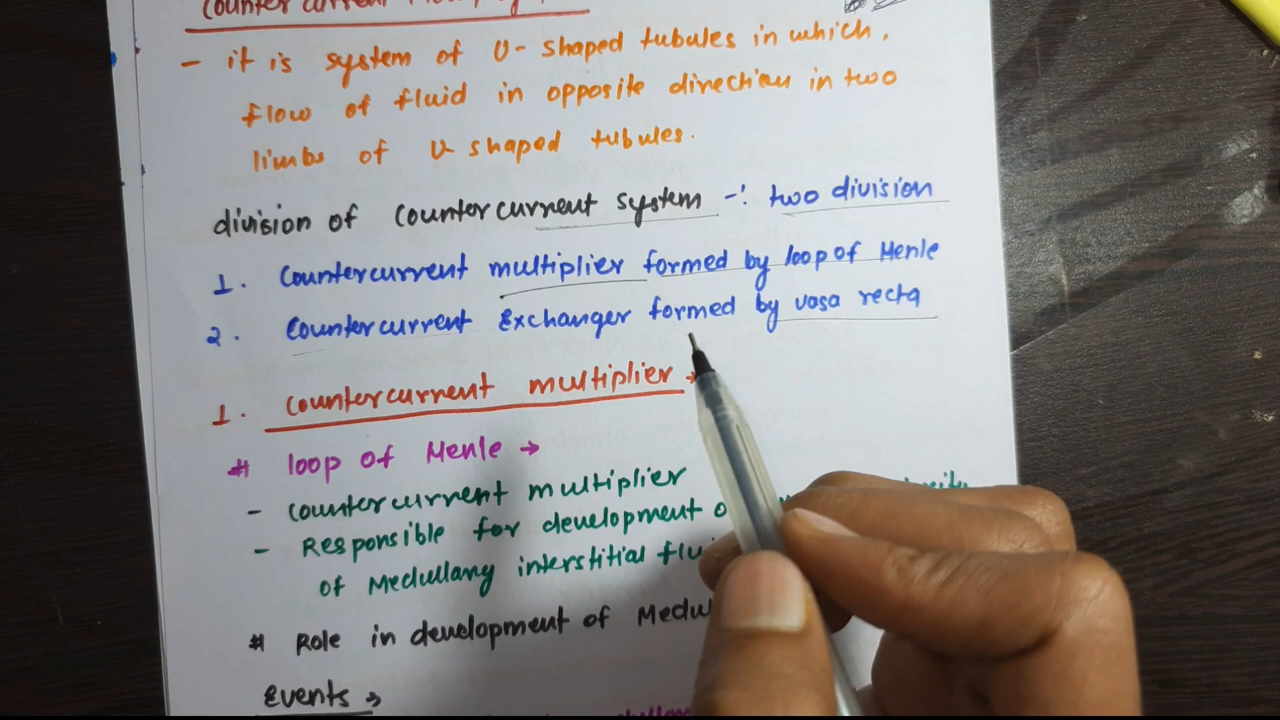 Counter current
- it is system of U-shaped tubules in which,
flow of fluid in opposite direction in two
limbs of U shaped tubules.
division of Countercurrent system -: two division
1. Countercurrent multiplier formed by loop of Henle
2. Countercurrent Exchanger formed by vasa recta
1. countercurrent multiplier →
# loop of Henle →
- countercurrent multiplier
- Responsible for development
of Medullary interstitial
# Role in development of
Events →